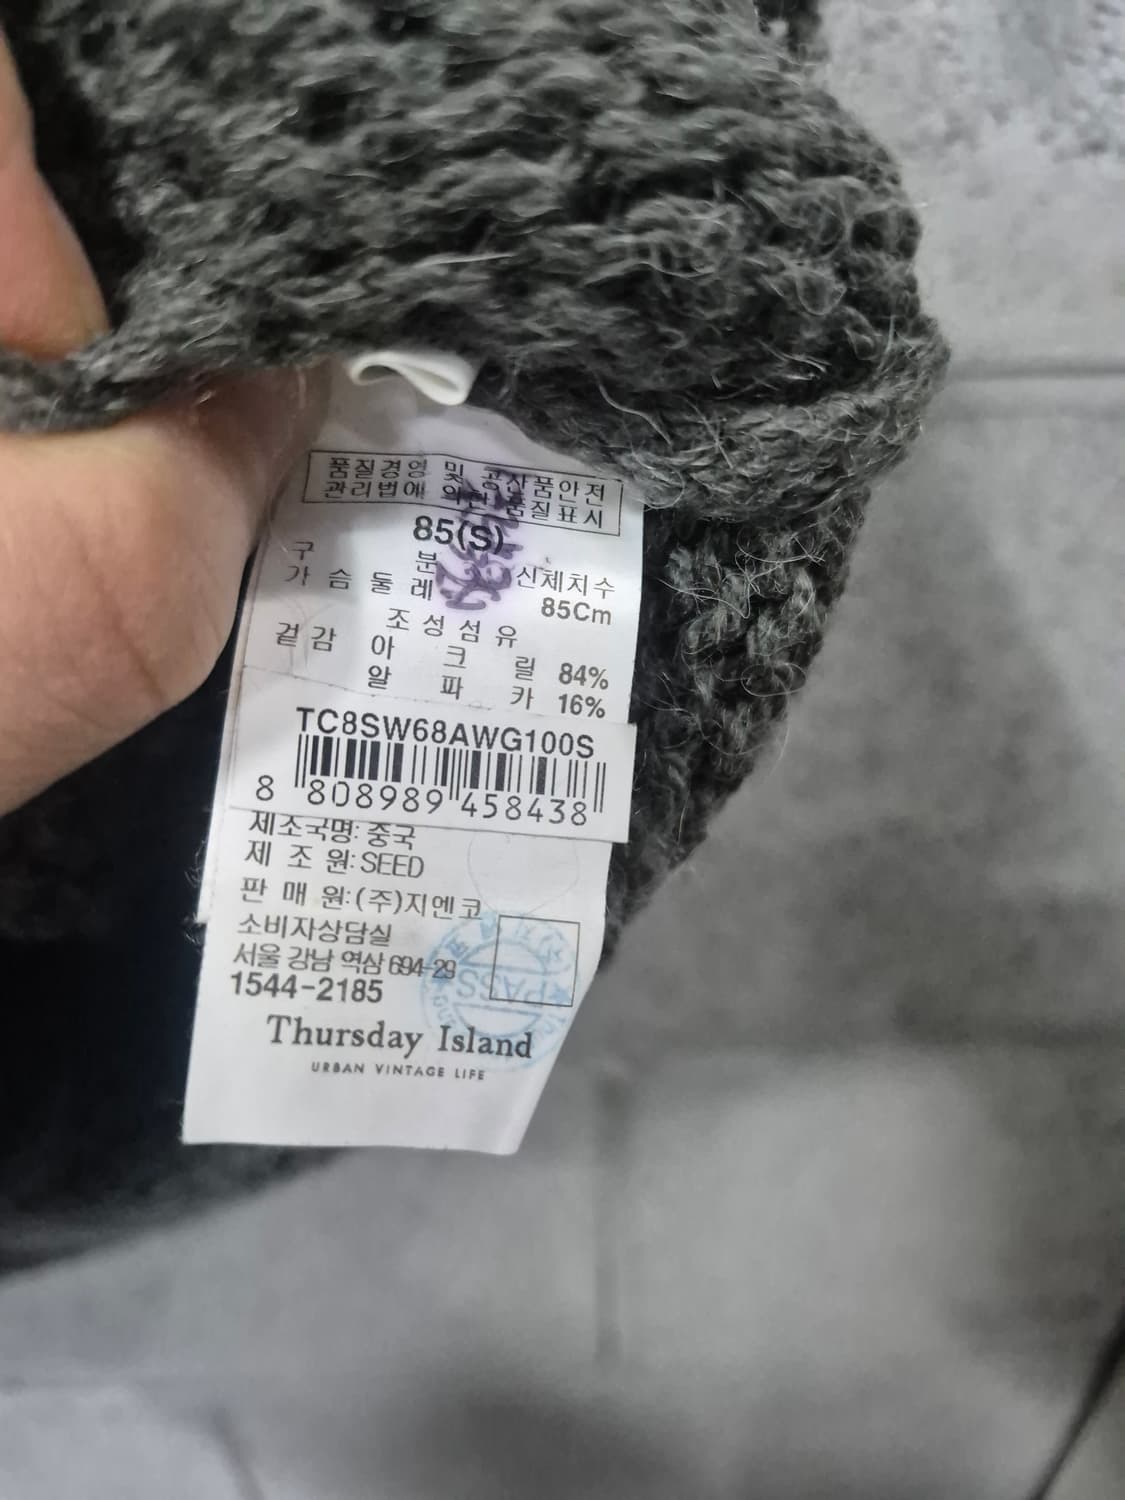 품질경영 및 공산품안전
관리법에 의한 품질표시
85(S)
구 분 신체치수
가슴둘레 85Cm
조성섬유
겉감 아크릴 84%
알파카 16%
TC8SW68AWG100S
8 808989 458438
제조국명: 중국
제 조 원: SEED
판 매 원: (주)지엔코
소비자상담실
서울 강남 역삼 694-29
1544-2185
PASS
Thursday Island
URBAN VINTAGE LIFE